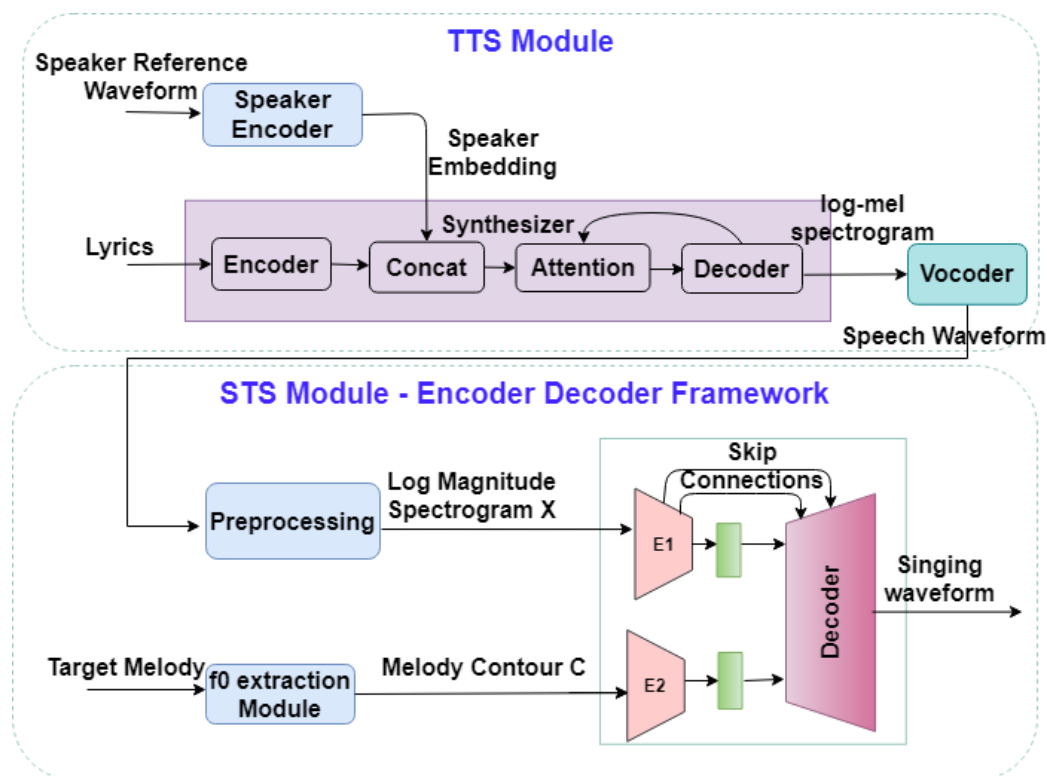 TTS Module
Speaker Reference
Waveform
Speaker
Encoder
Speaker
Embedding
Synthesizer
log-mel
spectrogram
Lyrics
Encoder
Concat
Attention
Decoder
Vocoder
Speech Waveform
STS Module - Encoder Decoder Framework
Skip
Connections
Log Magnitude
Spectrogram X
Preprocessing
E1
Decoder
Singing
waveform
Target Melody
f0 extraction
Module
Melody Contour C
E2